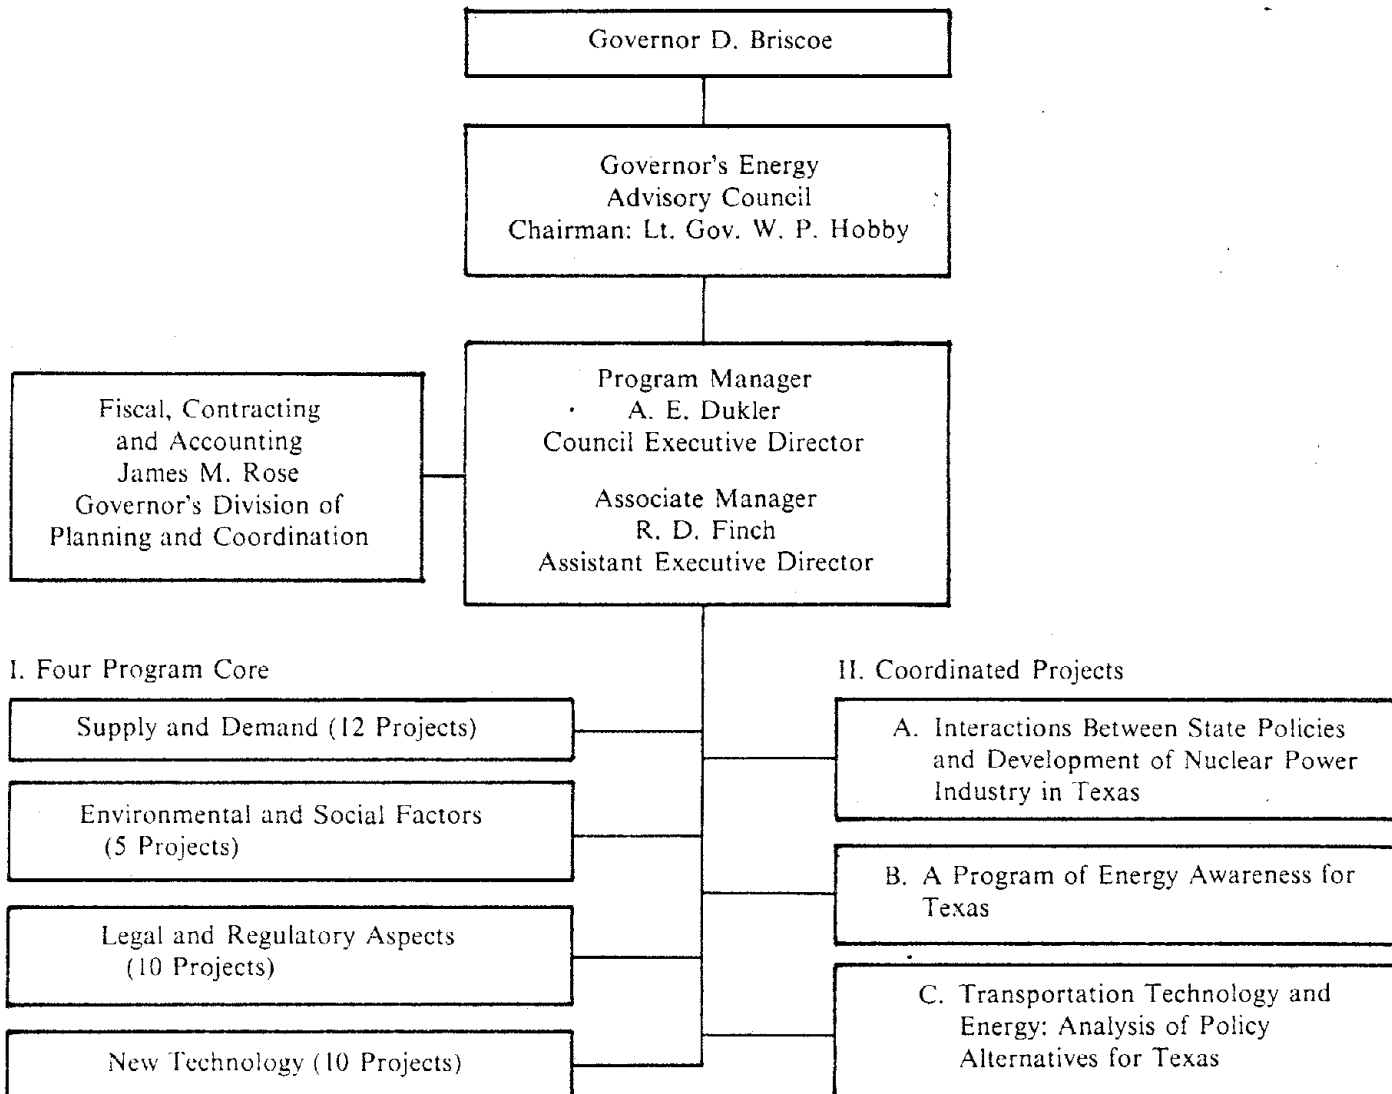 Governor D. Briscoe
Governor's Energy
Advisory Council
Chairman: Lt. Gov. W. P. Hobby
Fiscal, Contracting
and Accounting
James M. Rose
Governor's Division of
Planning and Coordination
Program Manager
A. E. Dukler
Council Executive Director
Associate Manager
R. D. Finch
Assistant Executive Director
I. Four Program Core
Supply and Demand (12 Projects)
Environmental and Social Factors
(5 Projects)
Legal and Regulatory Aspects
(10 Projects)
New Technology (10 Projects)
II. Coordinated Projects
A. Interactions Between State Policies
and Development of Nuclear Power
Industry in Texas
B. A Program of Energy Awareness for
Texas
C. Transportation Technology and
Energy: Analysis of Policy
Alternatives for Texas